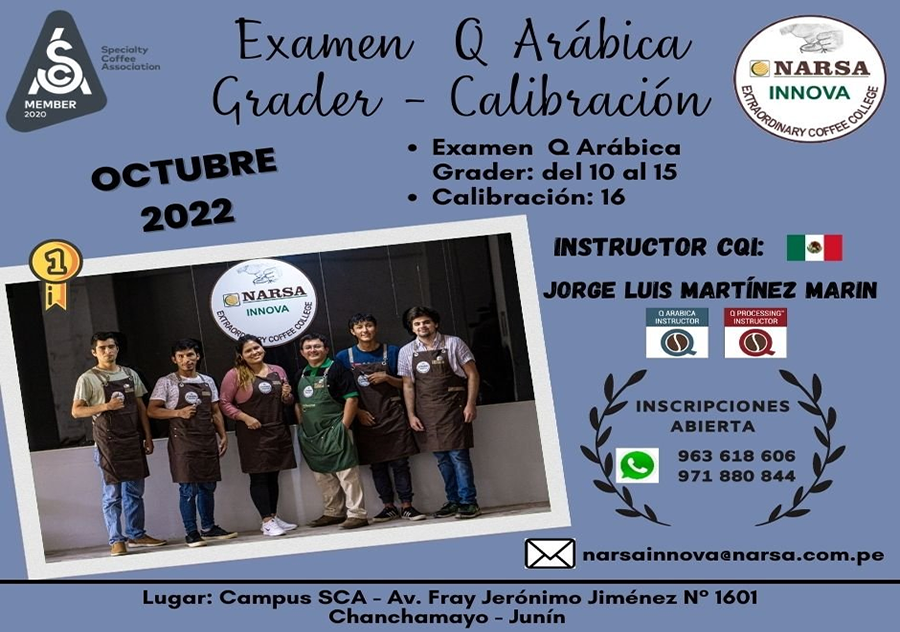 Specialty
Coffee
Association
SCA
MEMBER
2020
Examen Q Arábica
Grader - Calibración
NARSA
INNOVA
EXTRAORDINARY COFFEE COLLEGE
OCTUBRE
2022
• Examen Q Arábica
Grader: del 10 al 15
• Calibración: 16
1
NARSA
INNOVA
EXTRAORDINARY COFFEE COLLEGE
INSTRUCTOR CQI:
JORGE LUIS MARTÍNEZ MARIN
Q ARABICA
INSTRUCTOR
Q PROCESSING™
INSTRUCTOR
INSCRIPCIONES
ABIERTA
963 618 606
971 880 844
narsainnova@narsa.com.pe
Lugar: Campus SCA - Av. Fray Jerónimo Jiménez N° 1601
Chanchamayo - Junín